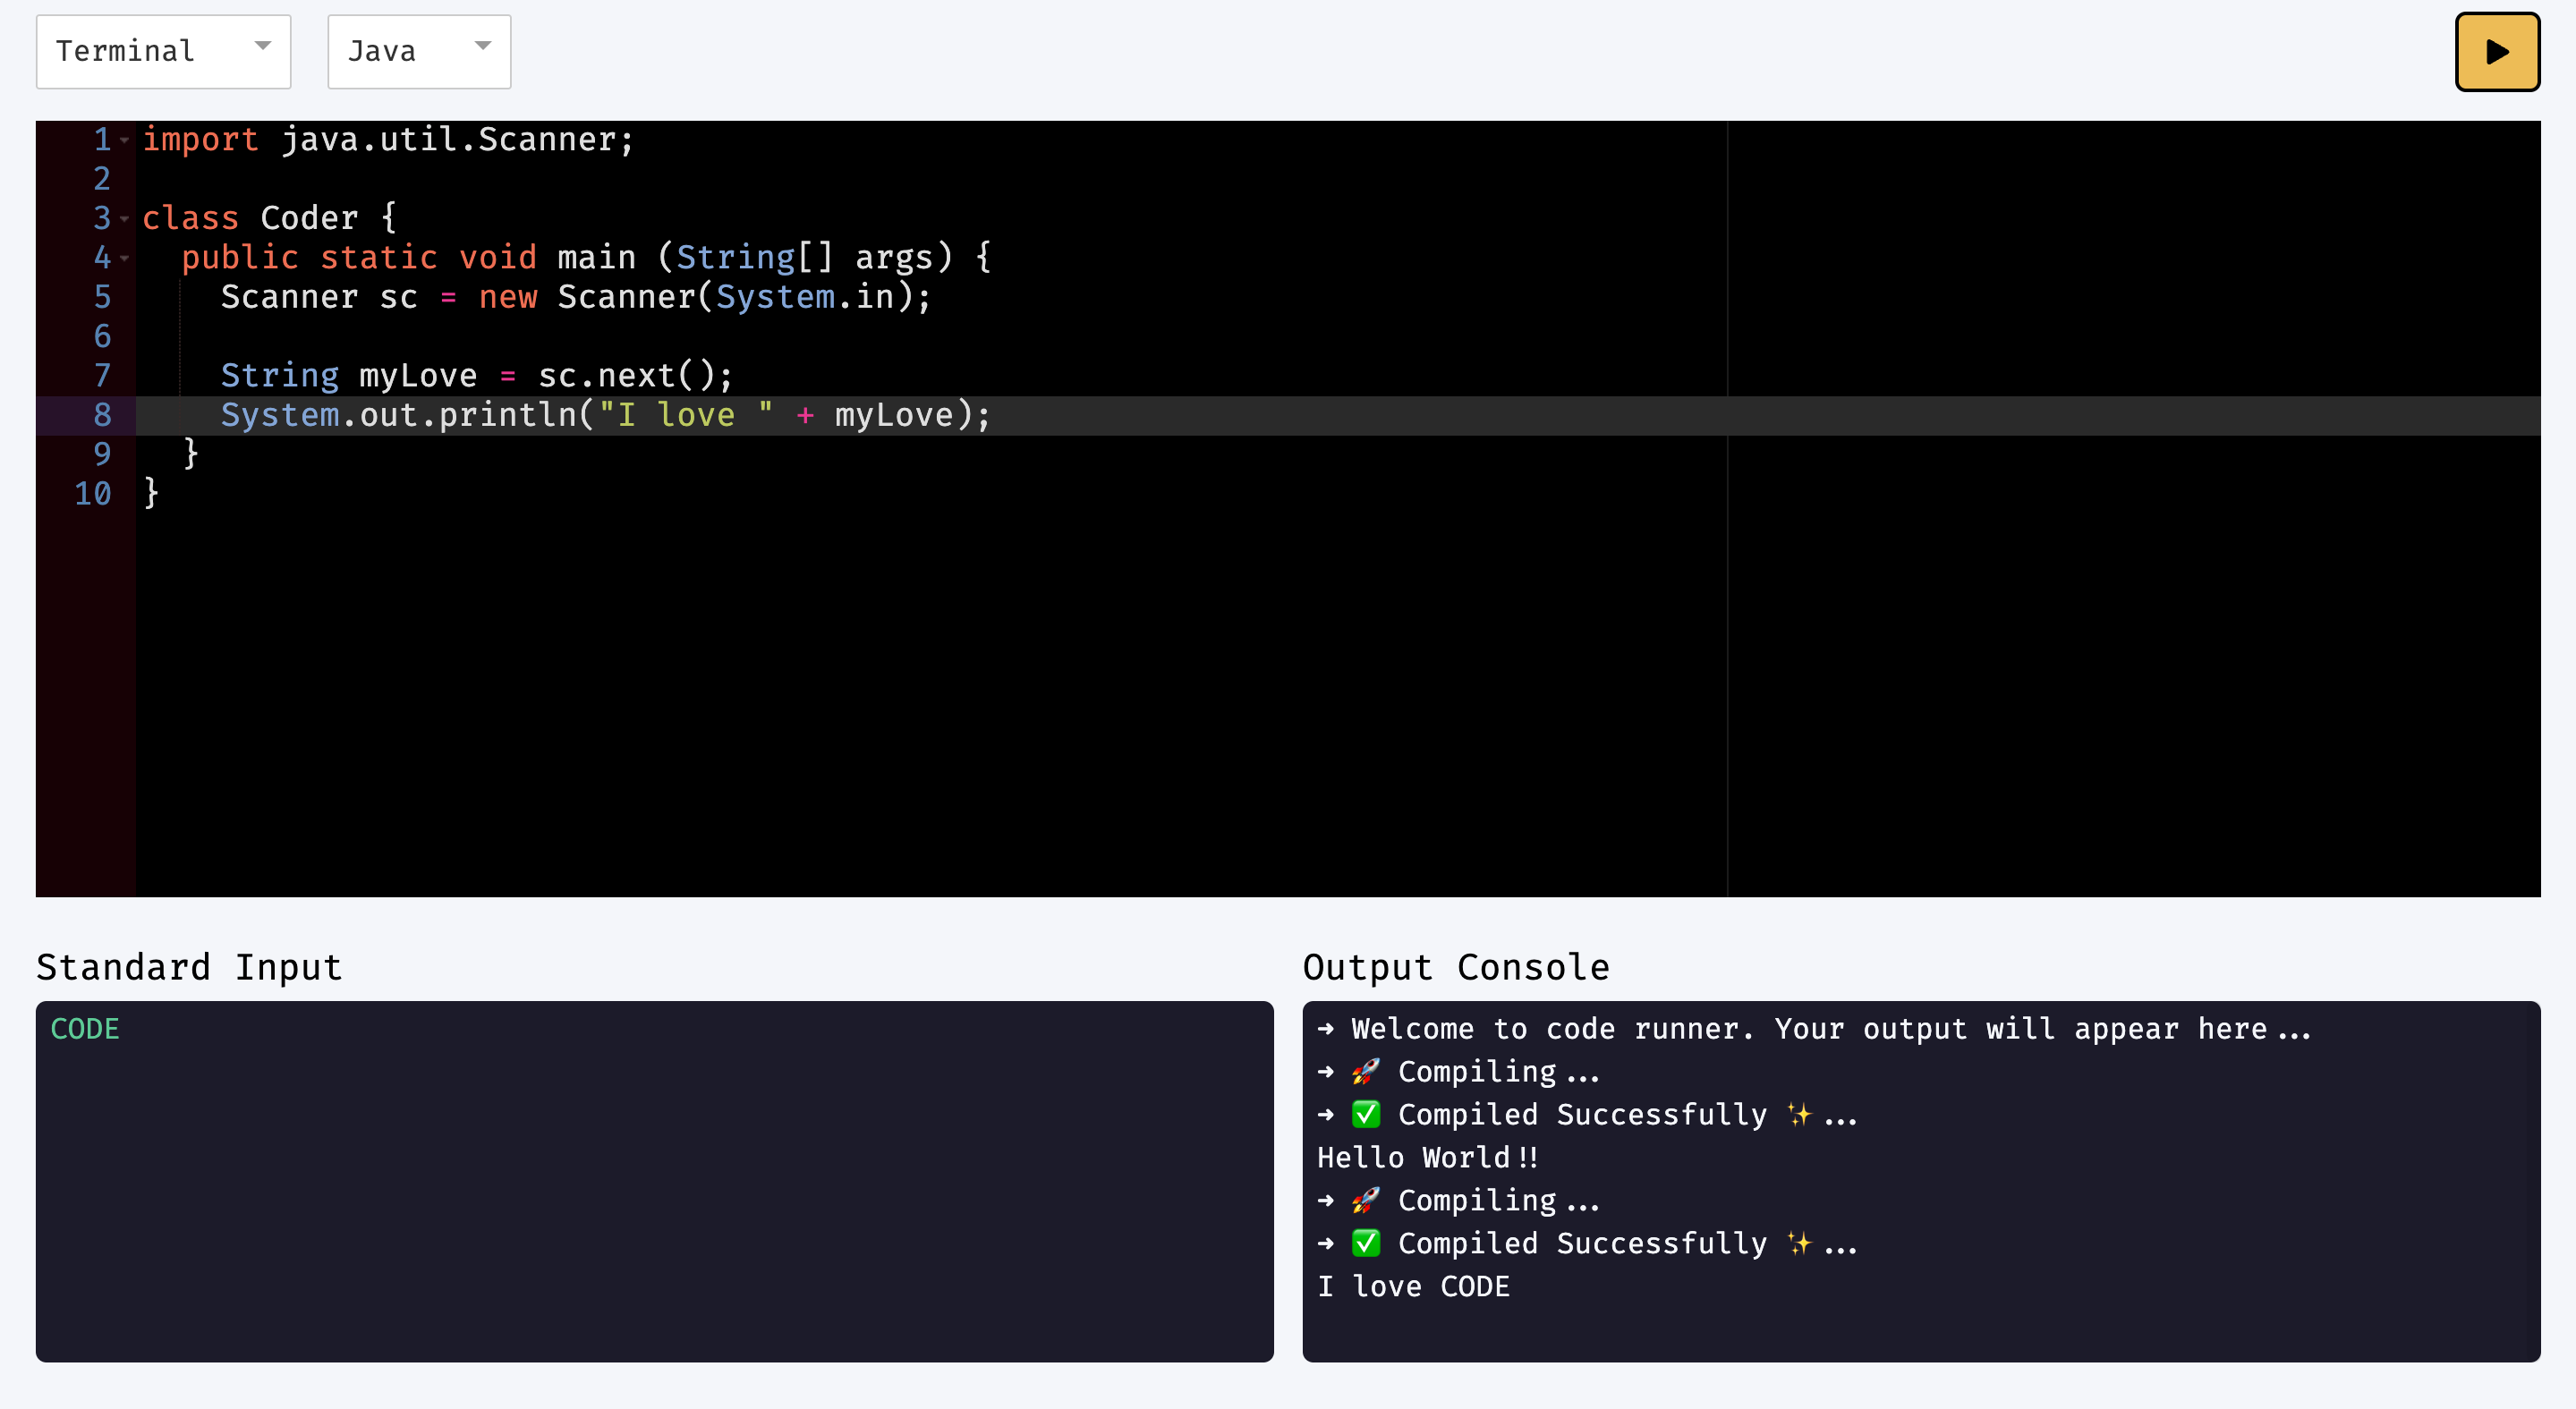 Terminal Java
1 import java.util.Scanner;
2
3 class Coder {
4   public static void main (String[] args) {
5     Scanner sc = new Scanner(System.in);
6
7     String myLove = sc.next();
8     System.out.println("I love " + myLove);
9   }
10 }
Standard Input
CODE
Output Console
➜ Welcome to code runner. Your output will appear here...
➜ 🚀 Compiling...
➜ ✅ Compiled Successfully ✨...
Hello World!!
➜ 🚀 Compiling...
➜ ✅ Compiled Successfully ✨...
I love CODE